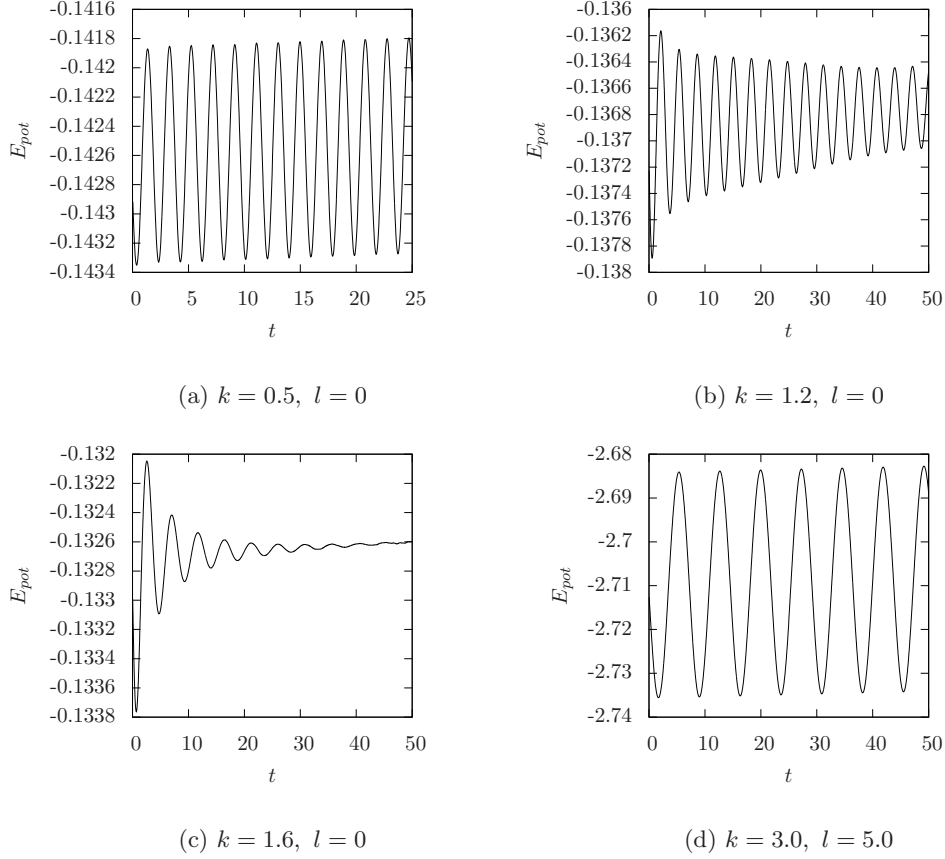 -0.1416
-0.1418
-0.142
-0.1422
-0.1424
-0.1426
-0.1428
-0.143
-0.1432
-0.1434
E_pot
0 5 10 15 20 25
t
(a) k = 0.5, l = 0
-0.136
-0.1362
-0.1364
-0.1366
-0.1368
-0.137
-0.1372
-0.1374
-0.1376
-0.1378
-0.138
E_pot
0 10 20 30 40 50
t
(b) k = 1.2, l = 0
-0.132
-0.1322
-0.1324
-0.1326
-0.1328
-0.133
-0.1332
-0.1334
-0.1336
-0.1338
E_pot
0 10 20 30 40 50
t
(c) k = 1.6, l = 0
-2.68
-2.69
-2.7
-2.71
-2.72
-2.73
-2.74
E_pot
0 10 20 30 40 50
t
(d) k = 3.0, l = 5.0